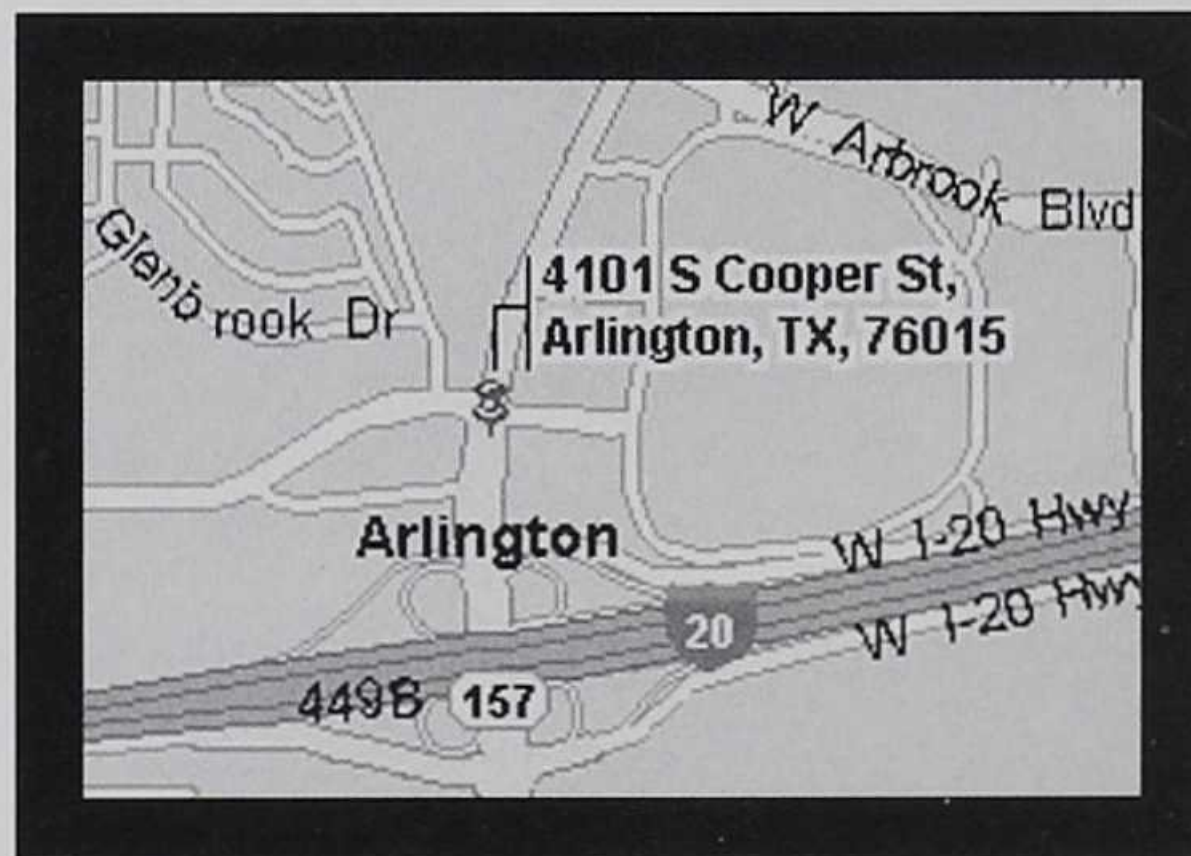 W Arbrook Blvd
Glenbrook Dr
4101 S Cooper St,
Arlington, TX, 76015
Arlington
W I-20 Hwy
20
W I-20 Hwy
449B
157